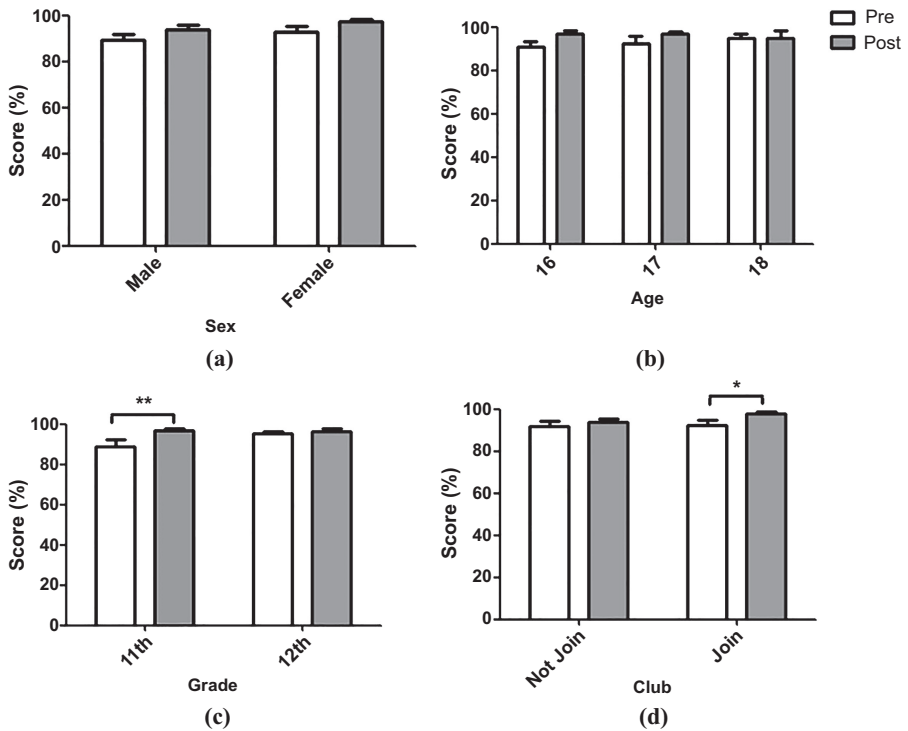 Pre
Post
100
80
60
40
20
0
Score (%)
Male
Female
Sex
(a)
100
80
60
40
20
0
Score (%)
16
17
18
Age
(b)
**
100
80
60
40
20
0
Score (%)
11th
12th
Grade
(c)
*
100
80
60
40
20
0
Score (%)
Not Join
Join
Club
(d)